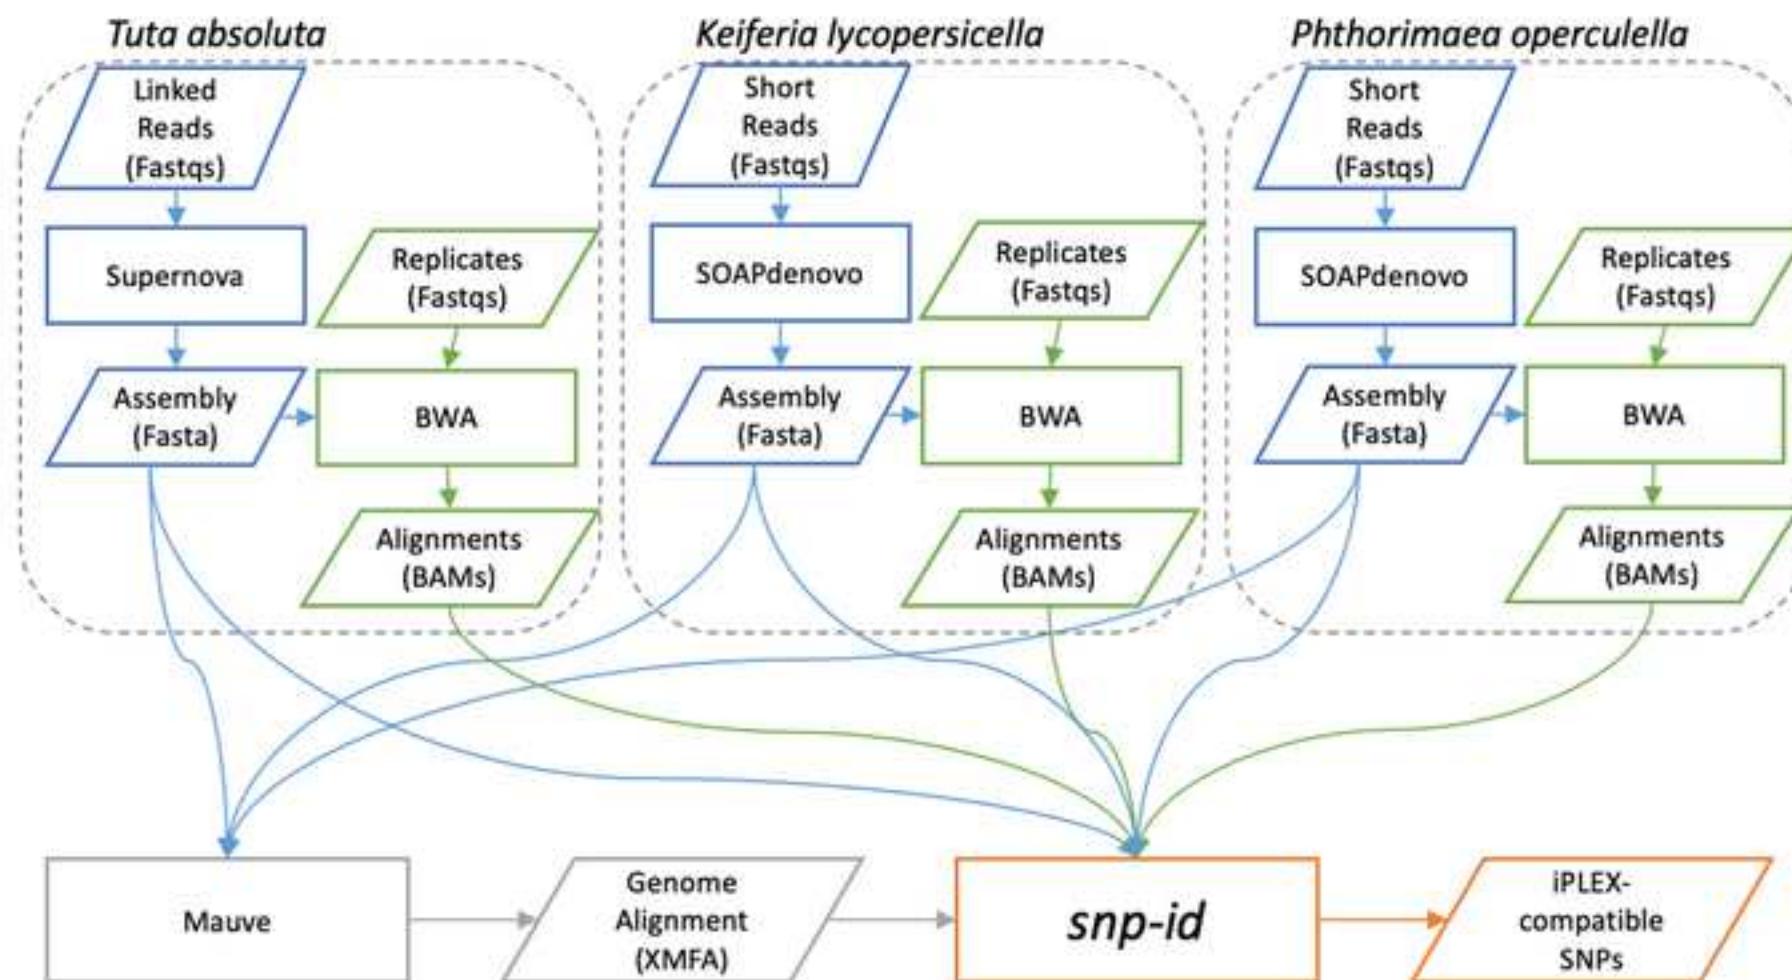 Tuta absoluta
Keiferia lycopersicella
Phthorimaea operculella
Linked
Reads
(Fastqs)
Supernova
Replicates
(Fastqs)
Assembly
(Fasta)
BWA
Alignments
(BAMs)
Short
Reads
(Fastqs)
SOAPdenovo
Replicates
(Fastqs)
Assembly
(Fasta)
BWA
Alignments
(BAMs)
Short
Reads
(Fastqs)
SOAPdenovo
Replicates
(Fastqs)
Assembly
(Fasta)
BWA
Alignments
(BAMs)
Mauve
Genome
Alignment
(XMFA)
snp-id
iPLEX-
compatible
SNPs